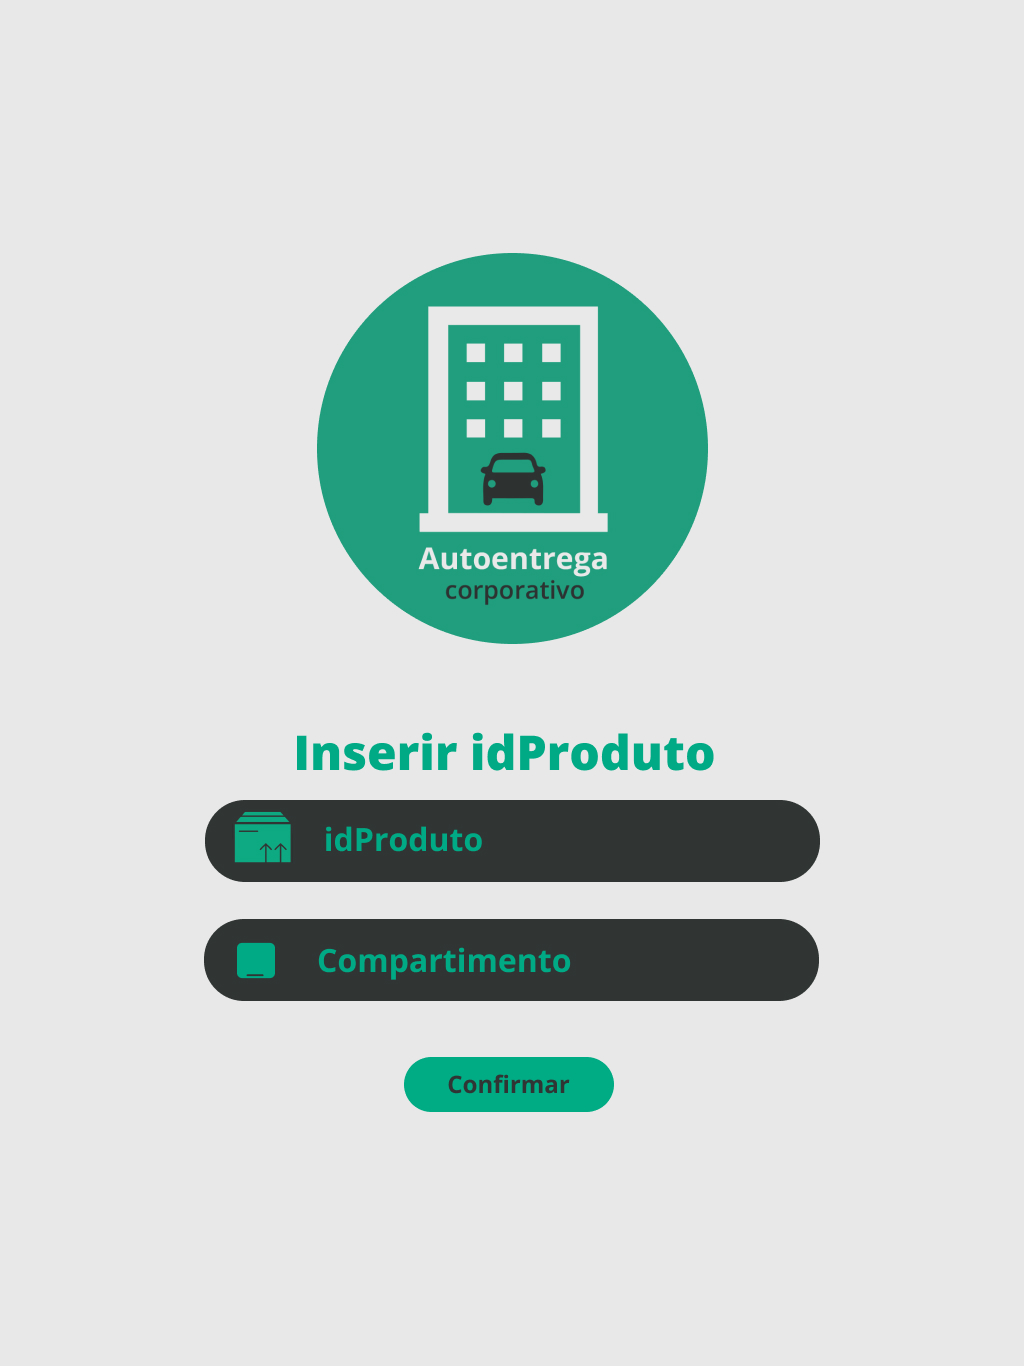 Autoentrega
corporativo
Inserir idProduto
idProduto
Compartimento
Confirmar